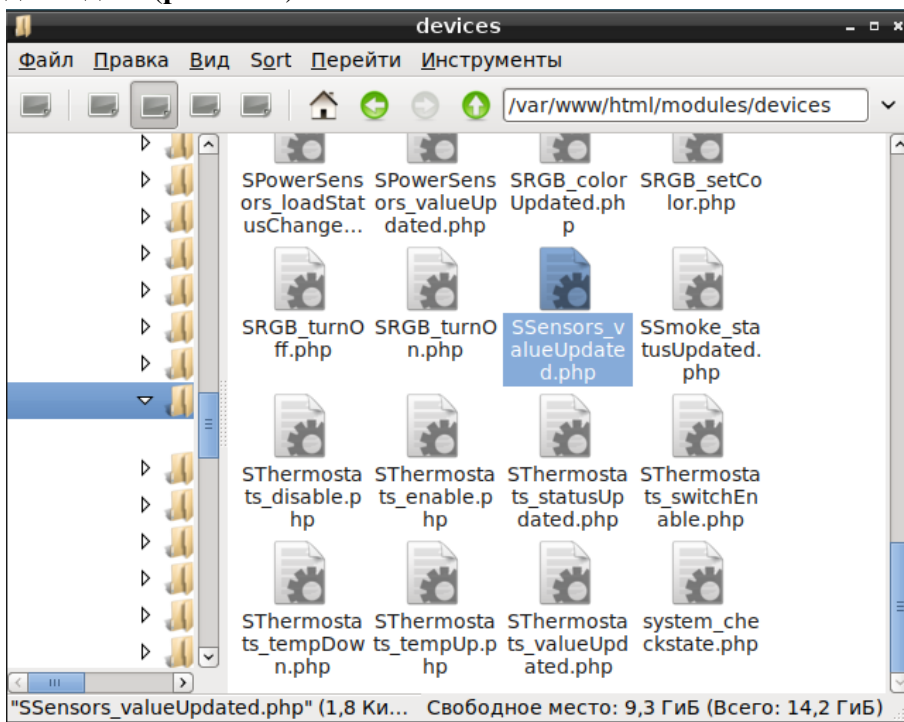 devices
Файл Правка Вид Sort Перейти Инструменты
/var/www/html/modules/devices
SPowerSens SPowerSens SRGB_color SRGB_setCo
ors_loadStat ors_valueUp Updated.ph lor.php
usChange... dated.php p
SRGB_turnO SRGB_turnO SSensors_v SSmoke_sta
ff.php n.php alueUpdate tusUpdated.
d.php php
SThermosta SThermosta SThermosta SThermosta
ts_disable.p ts_enable.p ts_statusUp ts_switchEn
hp hp dated.php able.php
SThermosta SThermosta SThermosta system_che
ts_tempDow ts_tempUp.p ts_valueUpd ckstate.php
n.php hp ated.php
"SSensors_valueUpdated.php" (1,8 Ки... Свободное место: 9,3 ГиБ (Всего: 14,2 ГиБ)